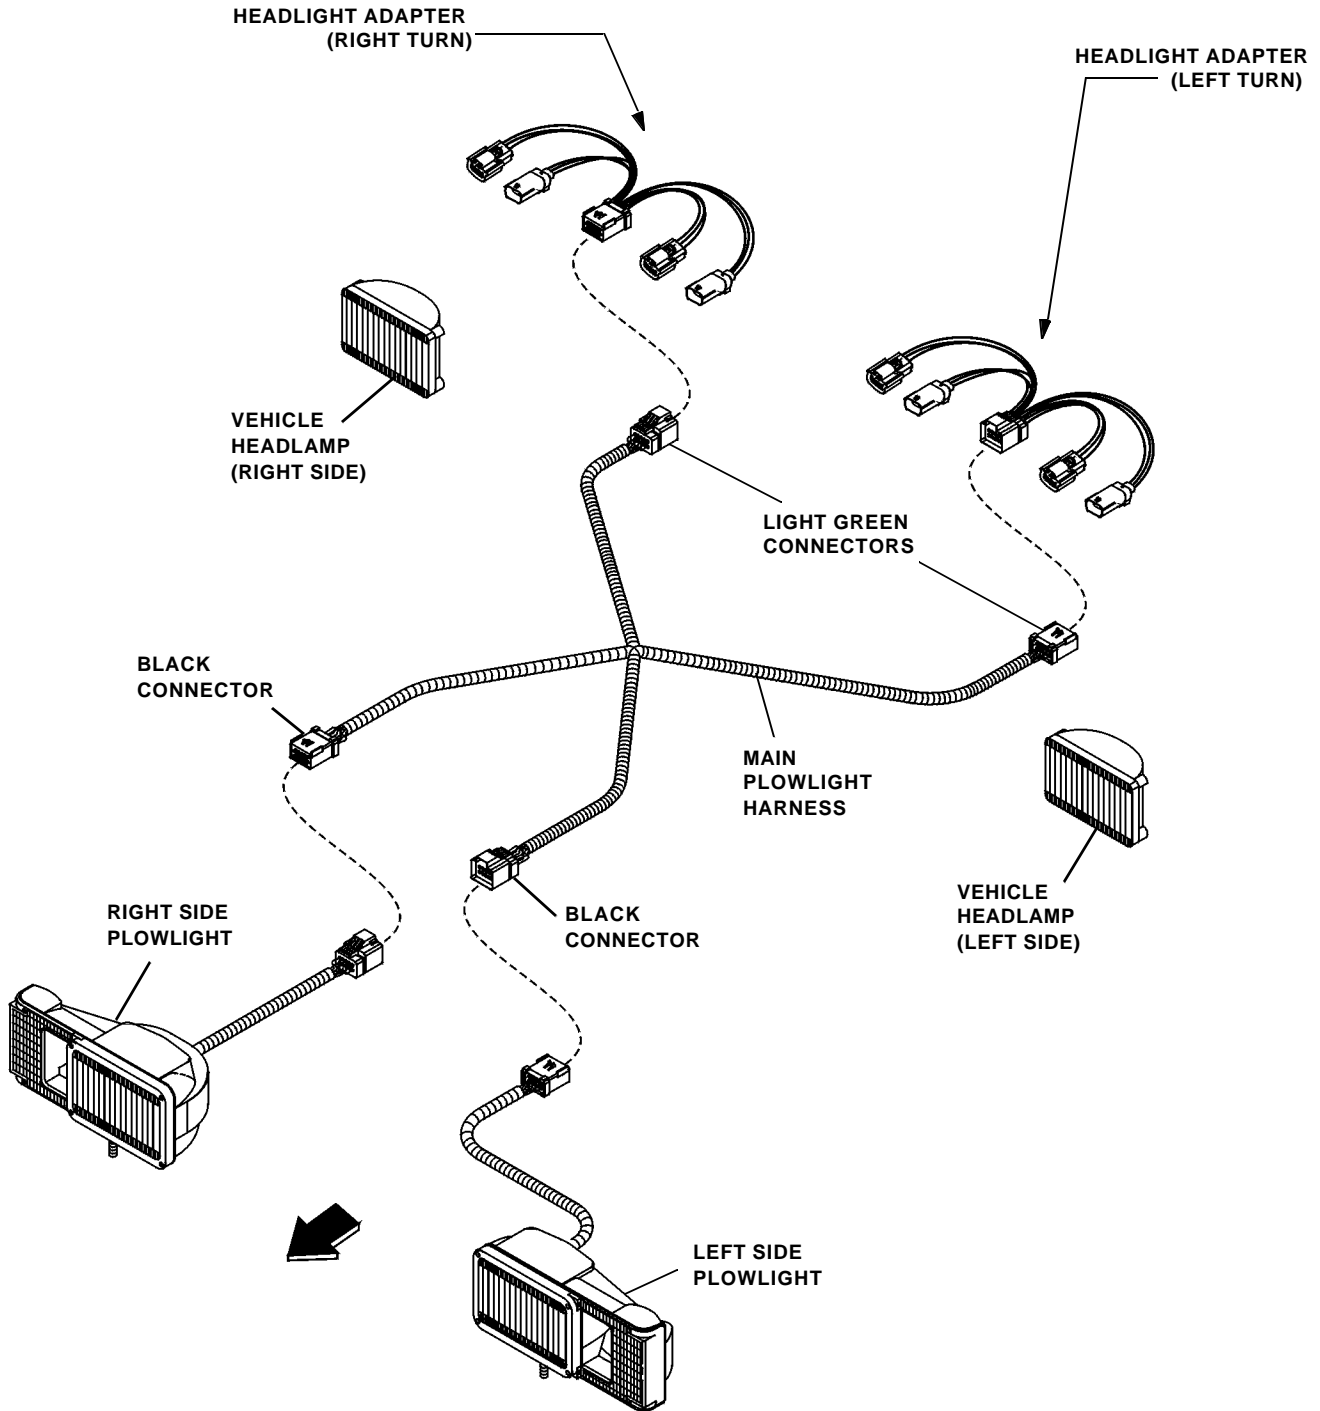 HEADLIGHT ADAPTER
(RIGHT TURN)
HEADLIGHT ADAPTER
(LEFT TURN)
VEHICLE
HEADLAMP
(RIGHT SIDE)
LIGHT GREEN
CONNECTORS
BLACK
CONNECTOR
MAIN
PLOWLIGHT
HARNESS
VEHICLE
HEADLAMP
(LEFT SIDE)
RIGHT SIDE
PLOWLIGHT
BLACK
CONNECTOR
LEFT SIDE
PLOWLIGHT